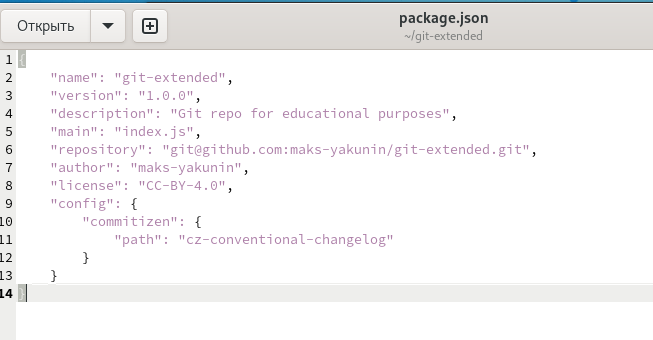 Открыть
package.json
~/git-extended
1 {
2     "name": "git-extended",
3     "version": "1.0.0",
4     "description": "Git repo for educational purposes",
5     "main": "index.js",
6     "repository": "git@github.com:maks-yakunin/git-extended.git",
7     "author": "maks-yakunin",
8     "license": "CC-BY-4.0",
9     "config": {
10         "commitizen": {
11             "path": "cz-conventional-changelog"
12         }
13     }
14 }